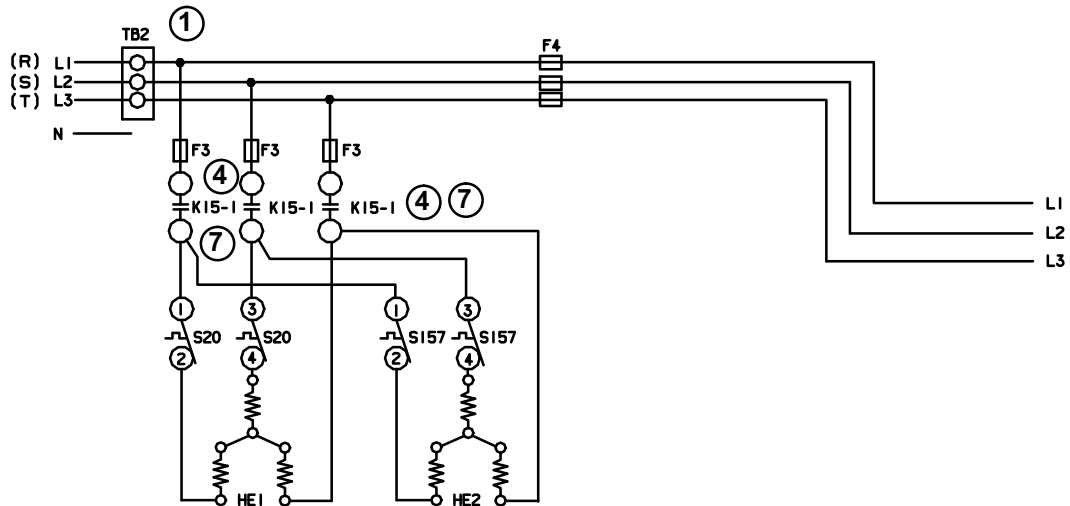 1
TB2
F4
(R) L1
(S) L2
(T) L3
N
F3 F3 F3
4
K15-1 K15-1 K15-1 4 7
7
L1
L2
L3
1 3 1 3
S20 S20 S157 S157
2 4 2 4
HE1 HE2